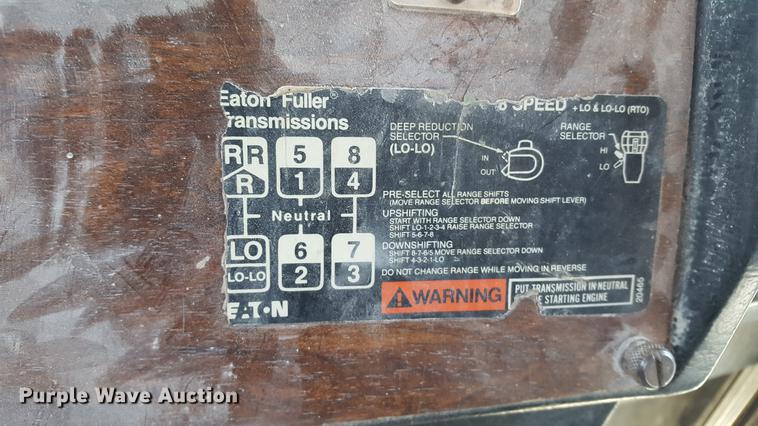 Eaton Fuller®
Transmissions
8 SPEED + LO & LO-LO (RTO)
DEEP REDUCTION
SELECTOR
(LO-LO)
IN
OUT
RANGE
SELECTOR
HI
LO
R R 5 8
R 1 4
Neutral
LO 6 7
LO-LO 2 3
PRE-SELECT ALL RANGE SHIFTS
(MOVE RANGE SELECTOR BEFORE MOVING SHIFT LEVER)
UPSHIFTING
START WITH RANGE SELECTOR DOWN
SHIFT LO-1-2-3-4 RAISE RANGE SELECTOR
SHIFT 5-6-7-8
DOWNSHIFTING
SHIFT 8-7-6/5 MOVE RANGE SELECTOR DOWN
SHIFT 4-3-2-1-LO
DO NOT CHANGE RANGE WHILE MOVING IN REVERSE
EATON
WARNING
PUT TRANSMISSION IN NEUTRAL
STARTING ENGINE
20465
Purple Wave Auction